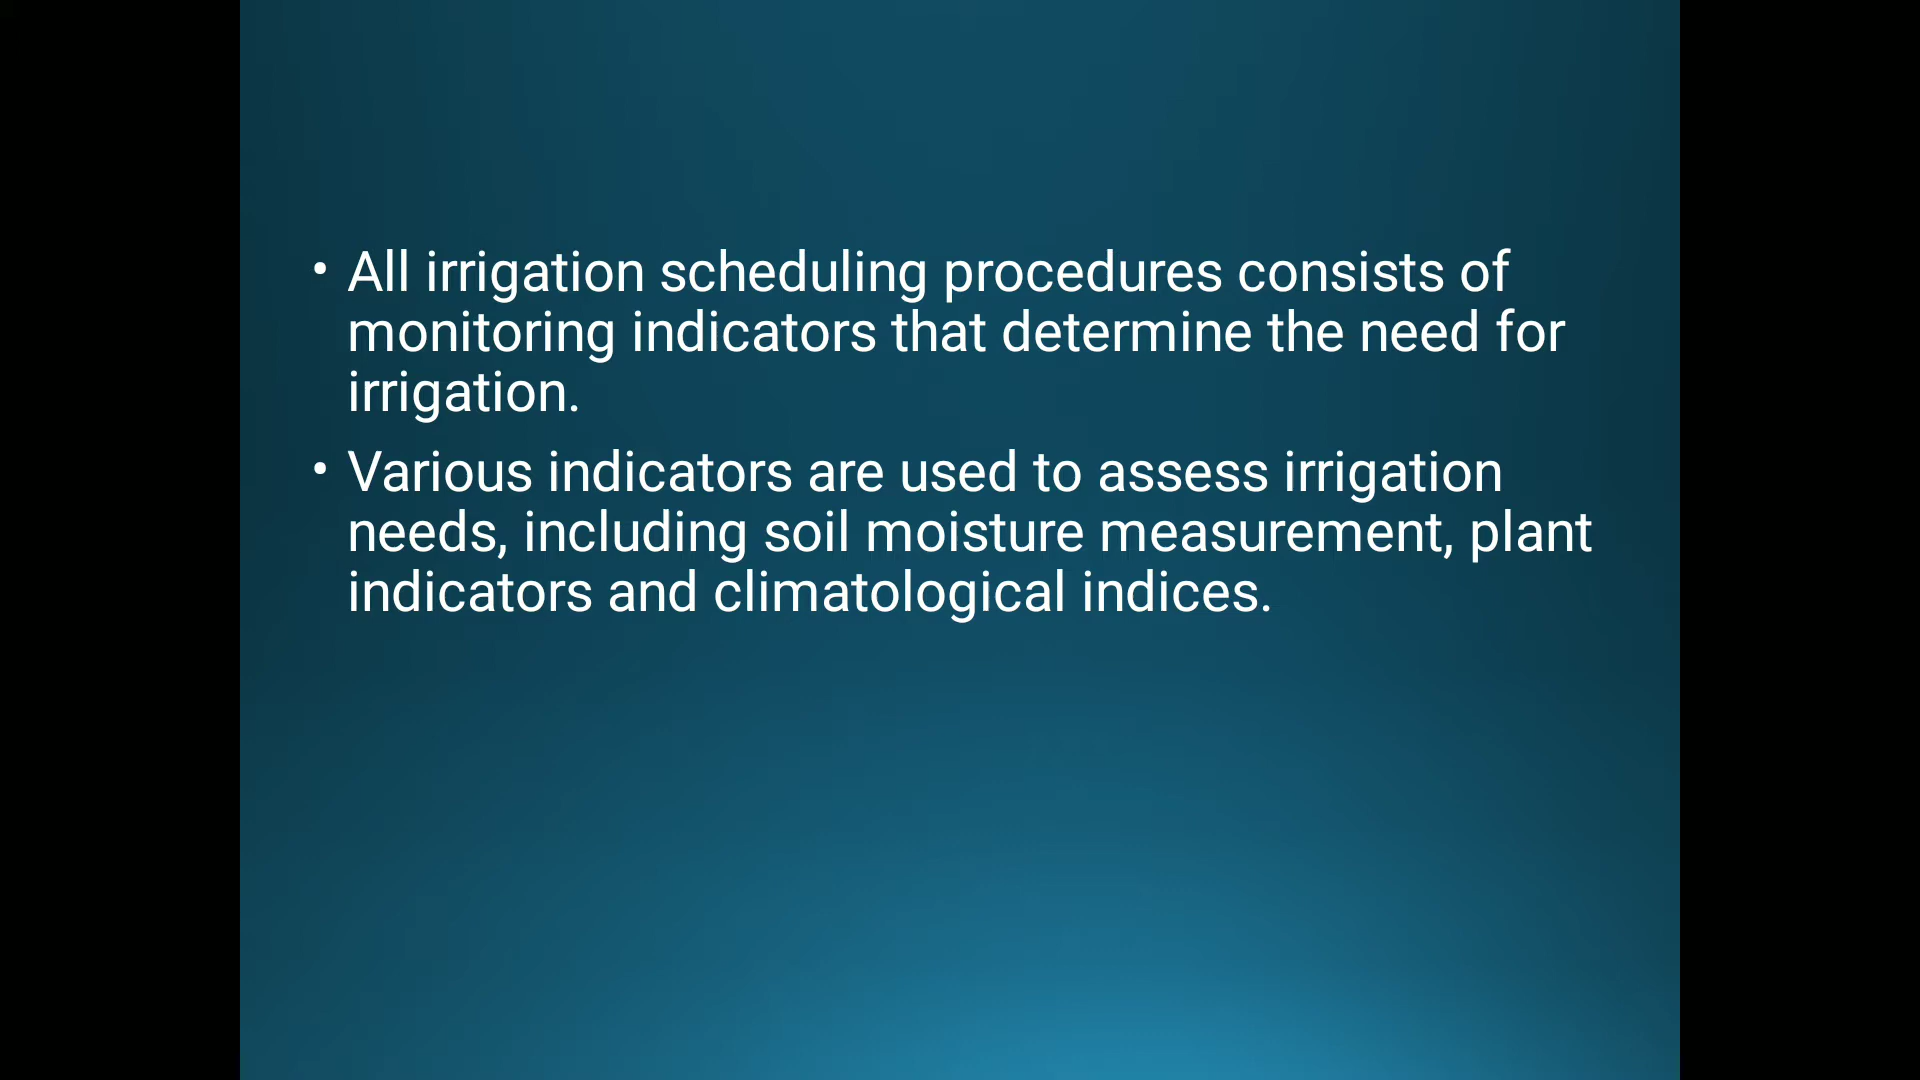 • All irrigation scheduling procedures consists of
monitoring indicators that determine the need for
irrigation.
• Various indicators are used to assess irrigation
needs, including soil moisture measurement, plant
indicators and climatological indices.